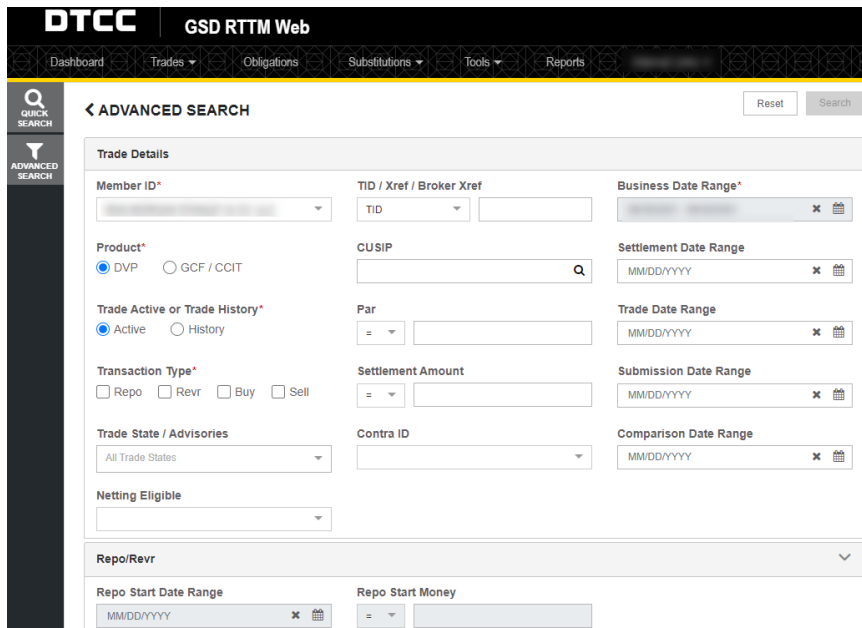 DTCC GSD RTTM Web
Dashboard Trades Obligations Substitutions Tools Reports
QUICK SEARCH
ADVANCED SEARCH
ADVANCED SEARCH
Reset Search
Trade Details
Member ID* TID / Xref / Broker Xref Business Date Range*
TID
Product* CUSIP Settlement Date Range
DVP GCF / CCIT MM/DD/YYYY
Trade Active or Trade History* Par Trade Date Range
Active History = MM/DD/YYYY
Transaction Type* Settlement Amount Submission Date Range
Repo Revr Buy Sell = MM/DD/YYYY
Trade State / Advisories Contra ID Comparison Date Range
All Trade States MM/DD/YYYY
Netting Eligible
Repo/Revr
Repo Start Date Range Repo Start Money
MM/DD/YYYY =